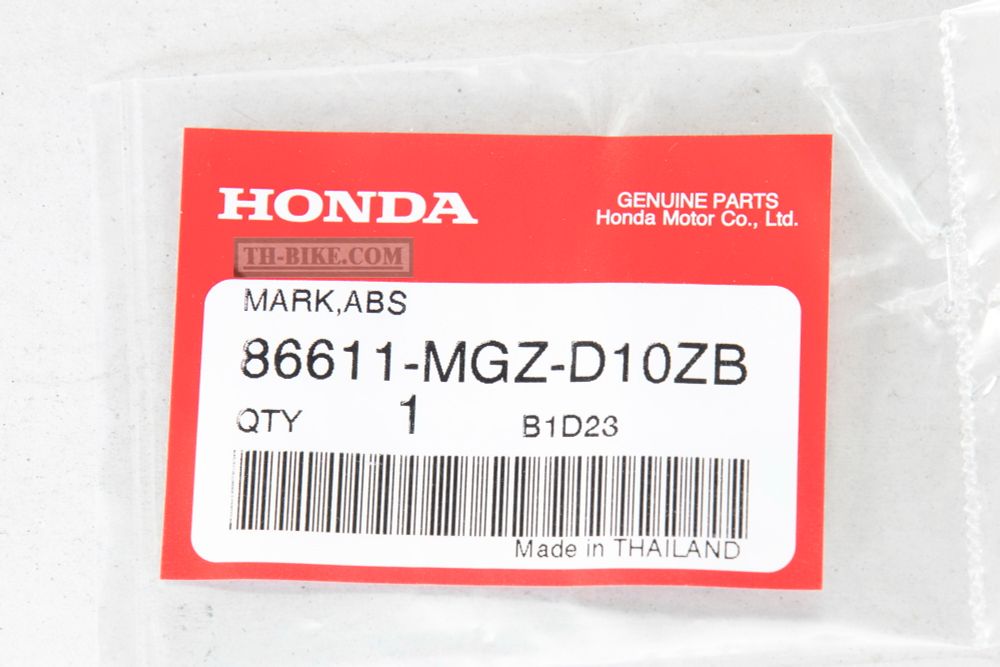 HONDA
GENUINE PARTS
Honda Motor Co., Ltd.
TH-BIKE.COM
MARK,ABS
86611-MGZ-D10ZB
QTY 1 B1D23
Made in THAILAND